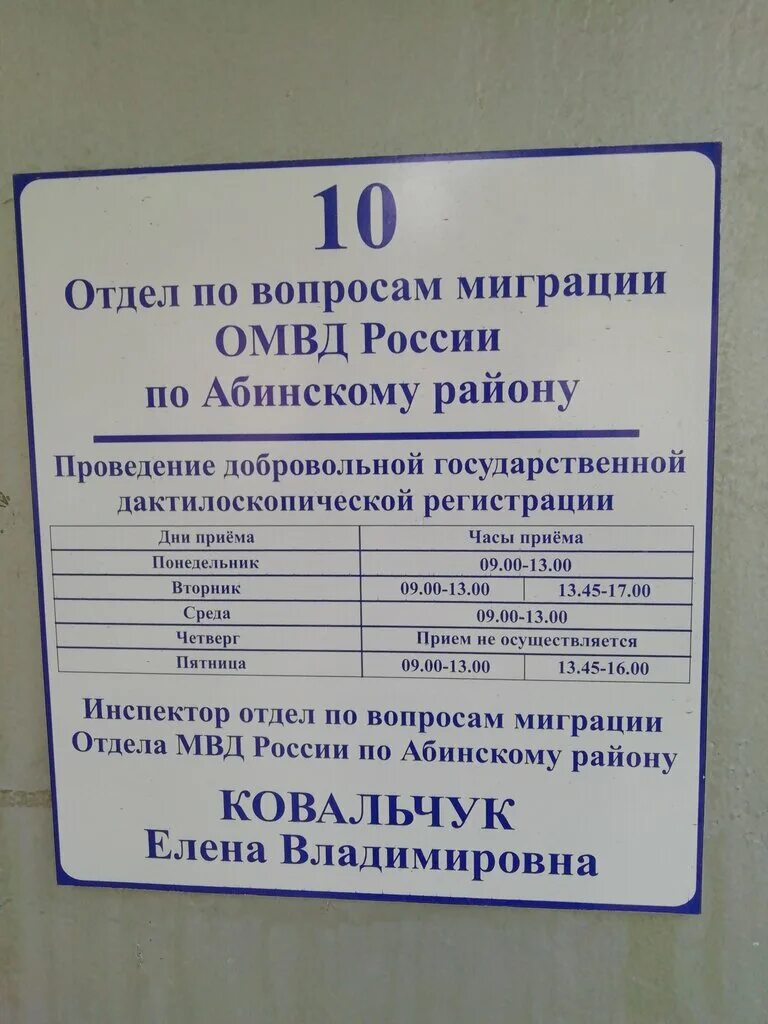 10
Отдел по вопросам миграции
ОМВД России
по Абинскому району
Проведение добровольной государственной
дактилоскопической регистрации
Дни приёма Часы приёма
Понедельник 09.00-13.00
Вторник 09.00-13.00 13.45-17.00
Среда 09.00-13.00
Четверг Прием не осуществляется
Пятница 09.00-13.00 13.45-16.00
Инспектор отдел по вопросам миграции
Отдела МВД России по Абинскому району
КОВАЛЬЧУК
Елена Владимировна